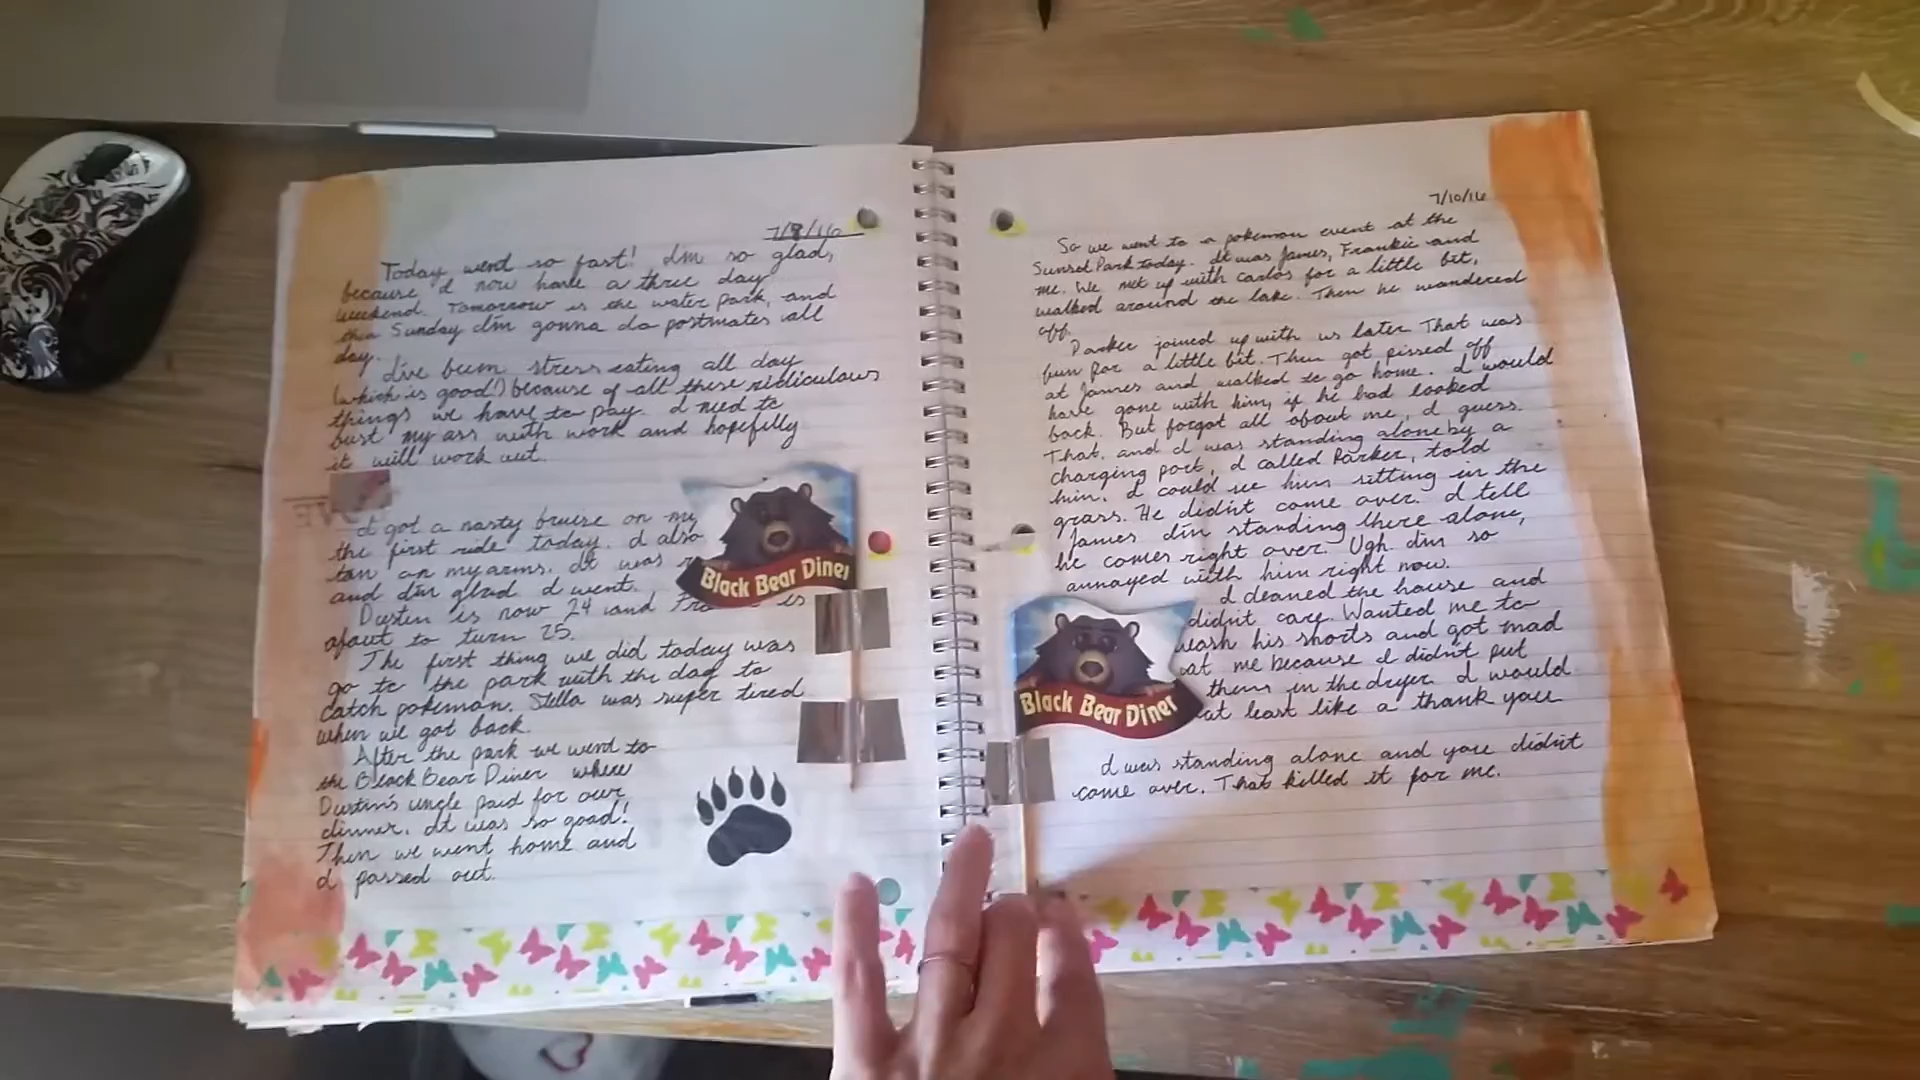 7/8/16
Today went so fast! I'm so glad,
because I now have a three day
weekend. Tomorrow is the water park, and
then Sunday I'm gonna do postmates all
day.
I've been stress eating all day
(which is good!) because of all these ridiculous
things we have to pay. I need to
bust my ass with work and hopefully
it will work out.
I got a nasty bruise on my
the first ride today. I also
tan on my arms. It was
and I'm glad I went.
Dustin is now 24 and is
about to turn 25.
The first thing we did today was
go to the park with the dog to
catch pokemon. Stella was super tired
when we got back.
After the park we went to
the Black Bear Diner where
Dustin's uncle paid for our
dinner. It was so good!
Then we went home and
I passed out.
Black Bear Diner
7/10/16
So we went to a pokemon event at the
Sunset Park today. It was James, Frankie and
me. We met up with Carlos for a little bit,
walked around the lake. Then he wandered
off.
Parker joined up with us later That was
fun for a little bit. Then got pissed off
at James and walked to go home. I would
have gone with him, if he had looked
back. But forgot all about me, I guess.
That, and I was standing alone by a
charging port, I called Parker, told
him. I could see him sitting in the
grass. He didn't come over. I tell
James I'm standing there alone,
he comes right over. Ugh. I'm so
annoyed with him right now.
I cleaned the house and
didn't care. Wanted me to
wash his shorts and got mad
at me because I didn't put
them in the dryer. I would
at least like a thank you
I was standing alone and you didn't
come over. That killed it for me.
Black Bear Diner